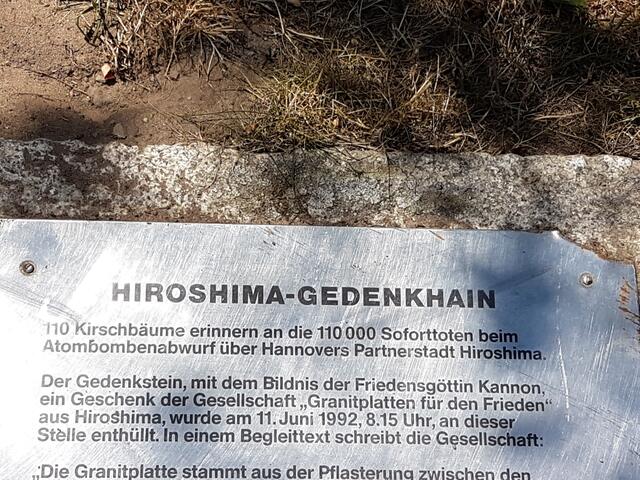 HIROSHIMA-GEDENKHAIN
110 Kirschbäume erinnern an die 110 000 Soforttoten beim
Atombombenabwurf über Hannovers Partnerstadt Hiroshima.
Der Gedenkstein, mit dem Bildnis der Friedensgöttin Kannon,
ein Geschenk der Gesellschaft „Granitplatten für den Frieden“
aus Hiroshima, wurde am 11. Juni 1992, 8.15 Uhr, an dieser
Stelle enthüllt. In einem Begleittext schreibt die Gesellschaft:
„Die Granitplatte stammt aus der Pflasterung zwischen den